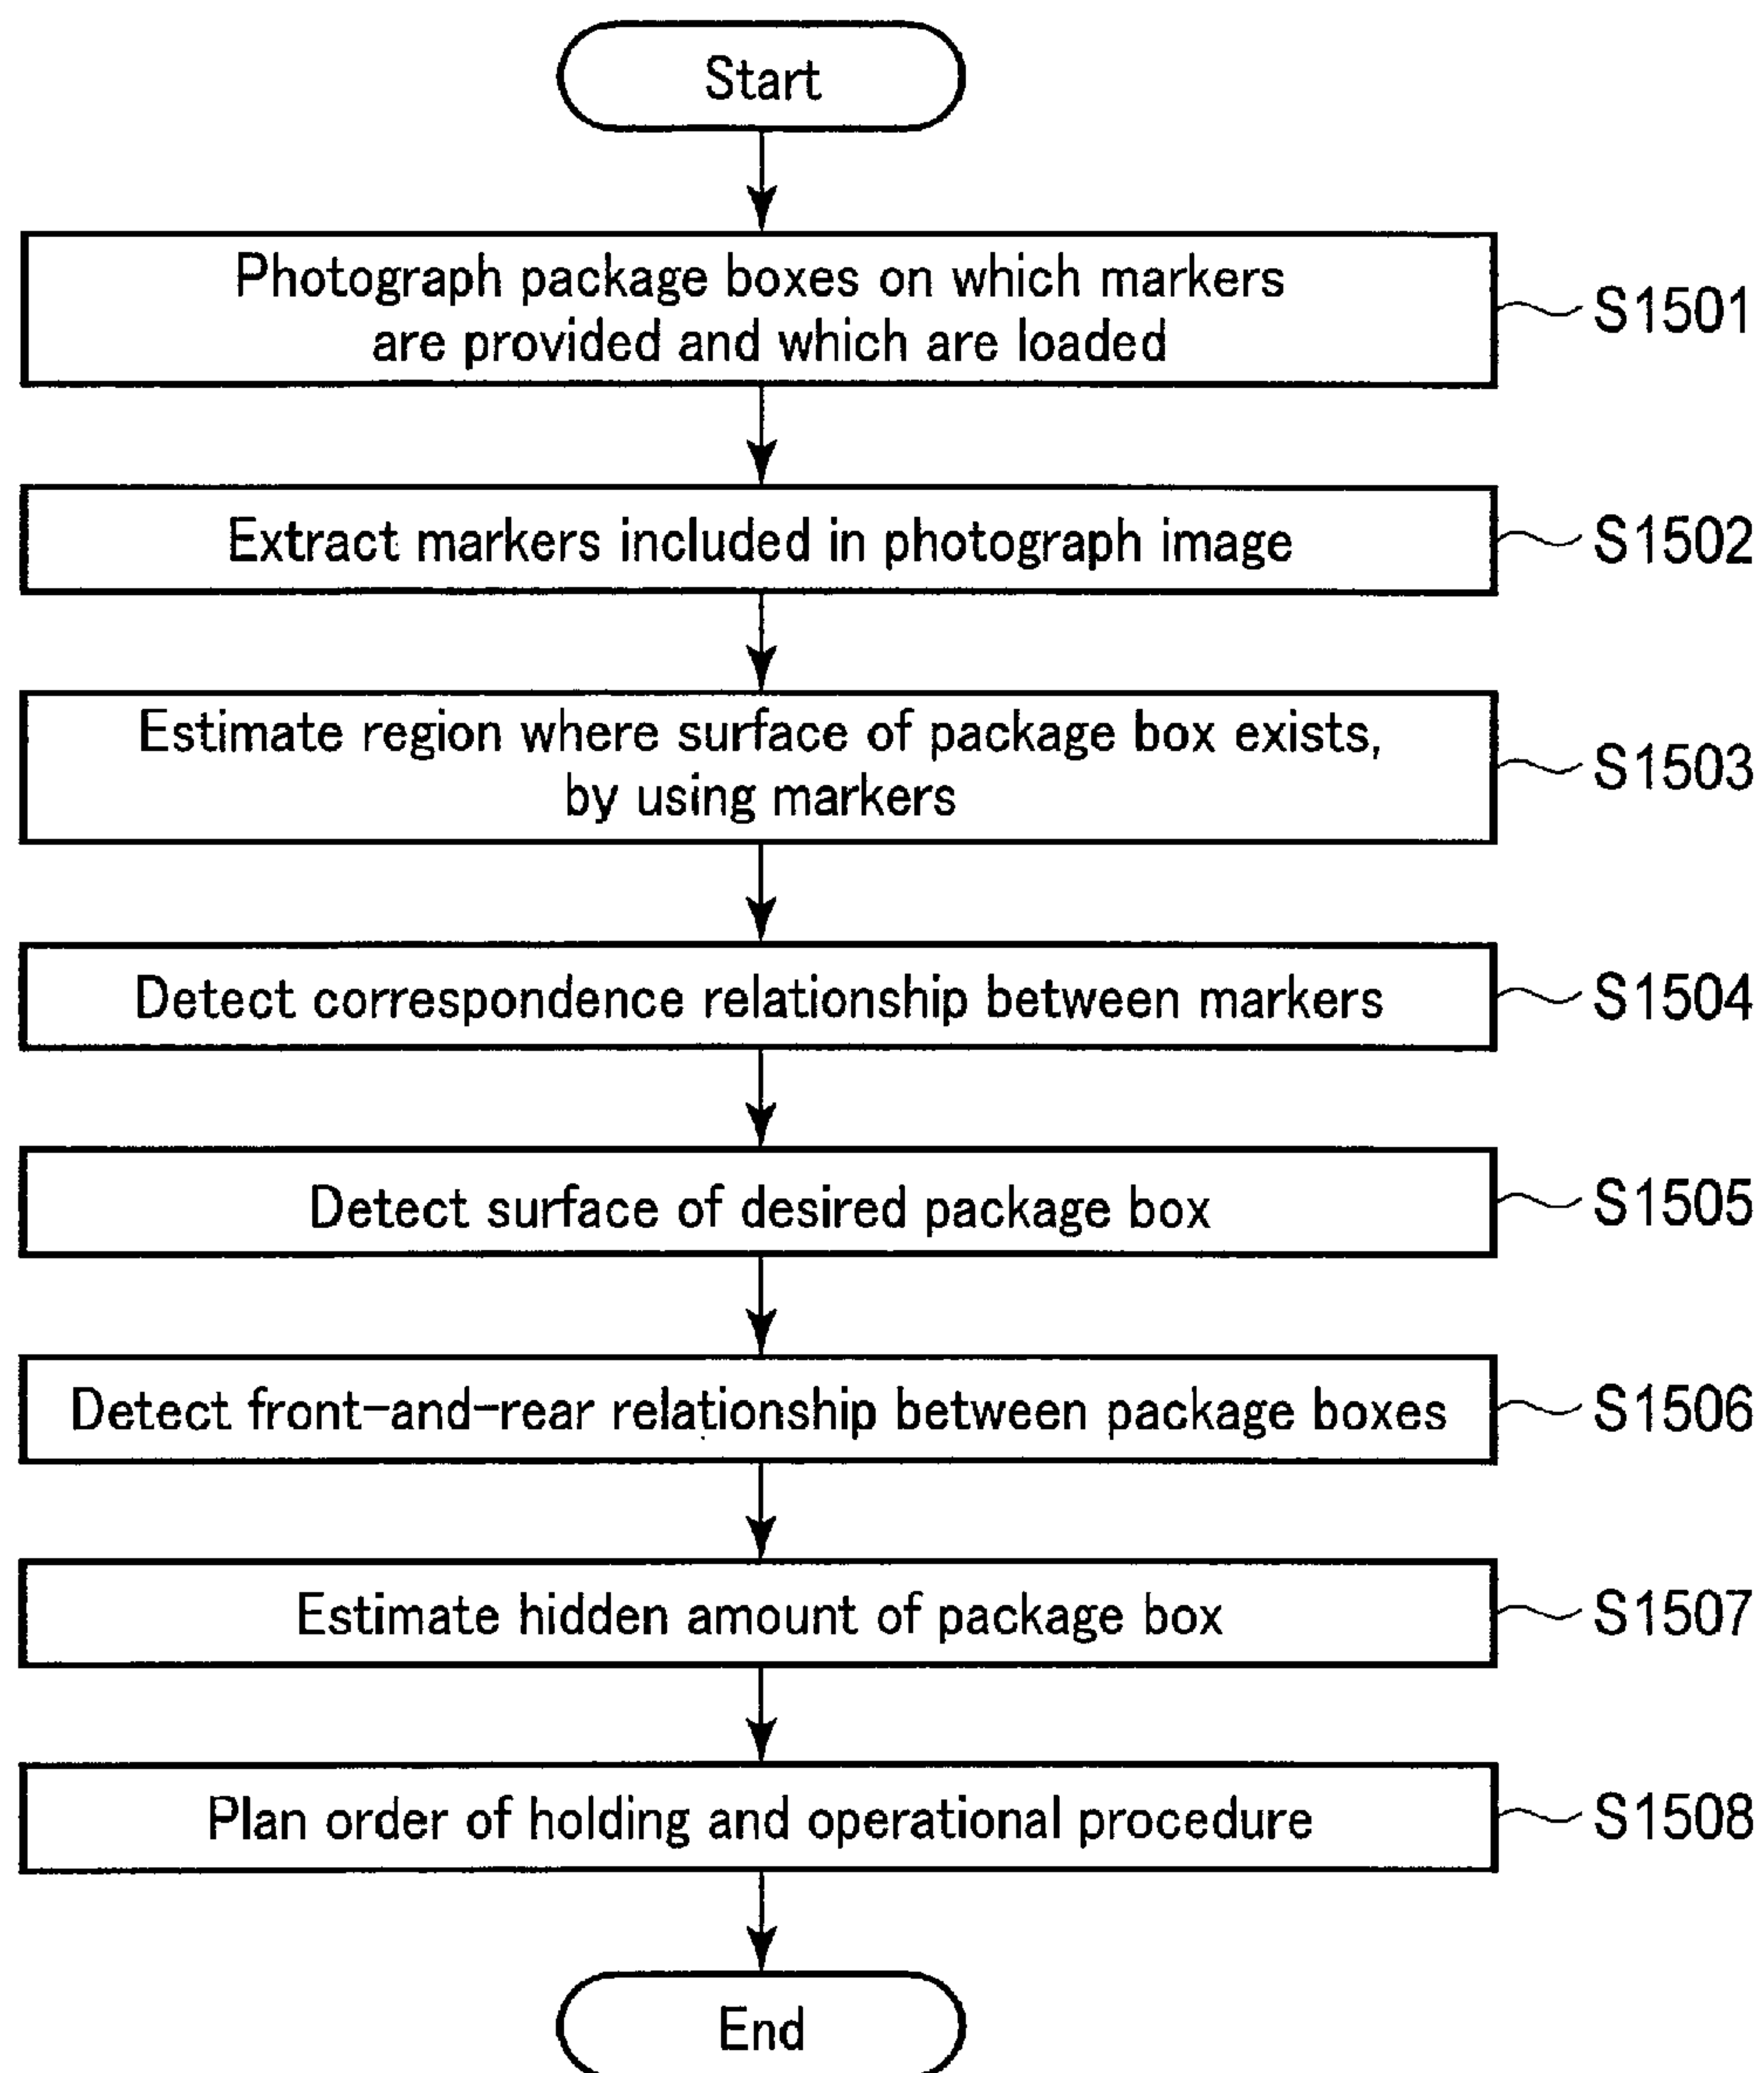 Start
Photograph package boxes on which markers
are provided and which are loaded
S1501
Extract markers included in photograph image
S1502
Estimate region where surface of package box exists,
by using markers
S1503
Detect correspondence relationship between markers
S1504
Detect surface of desired package box
S1505
Detect front-and-rear relationship between package boxes
S1506
Estimate hidden amount of package box
S1507
Plan order of holding and operational procedure
S1508
End